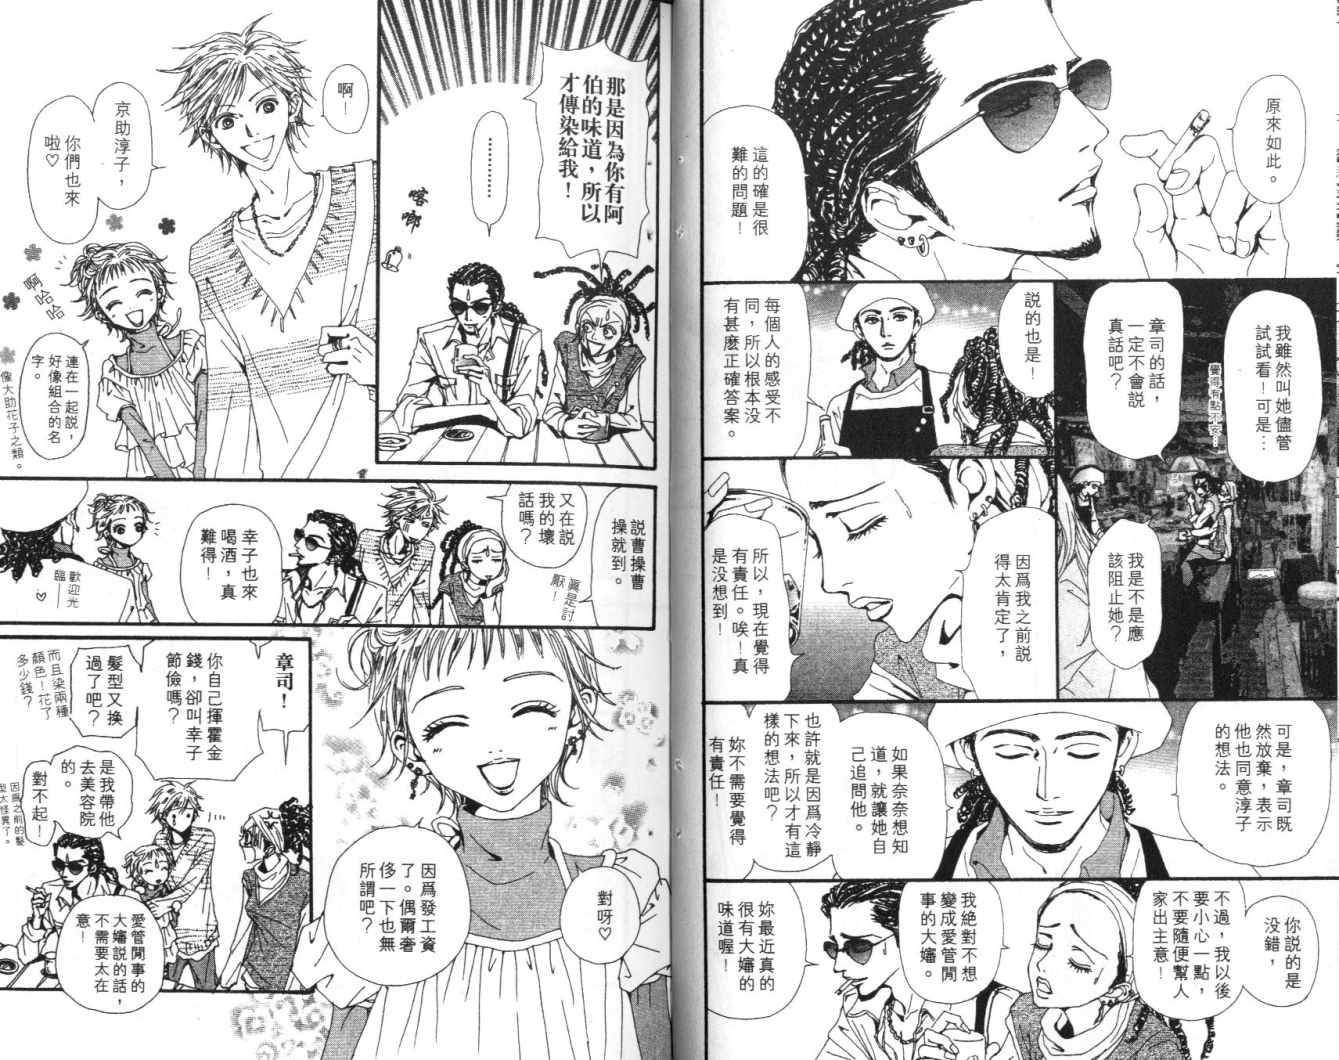 原來如此。
這的確是很
難的問題！
我雖然叫她儘管
試試看！可是…
覺得有點不安…
章司的話，
一定不會說
真話吧？
我是不是應
該阻止她？
説的也是！
每個人的感受不
同，所以根本没
有甚麽正確答案。
因爲我之前説
得太肯定了，
所以，現在覺得
有責任。唉！真
是没想到！
可是，章司既
然放棄，表示
他也同意淳子
的想法。
如果奈奈想知
道，就讓她自
己追問他。
也許就是因爲冷靜
下來，所以才有這
樣的想法吧？
妳不需要覺得
有責任！
你説的是
没錯，
不過，我以後
要小心一點，
不要隨便幫人
家出主意！
我絶對不想
變成愛管閒
事的大嬸。
妳最近真的
很有大嬸的
味道喔！
那是因為你有阿
伯的味道，所以
才傳染給我！
…………
喀啷
啊！
京助淳子，
你們也來
啦♡
啊哈哈
連在一起説，
好像組合的名
字。
像大助花子之類。
説曹操曹
操就到。
又在説
我的壞
話嗎？
真是討
厭！
幸子也來
喝酒，真
難得！
歡迎光
臨—♡
章司！
你自己揮霍金
錢，卻叫幸子
節儉嗎？
髮型又換
過了吧？
而且染兩種
顏色！花了
多少錢？
是我帶他
去美容院
的。
因爲之前的髮
型太怪異了。
對不起！
愛管閒事的
大嬸說的話，
不需要太在
意！
對呀♡
因爲發工資
了。偶爾奢
侈一下也無
所謂吧？